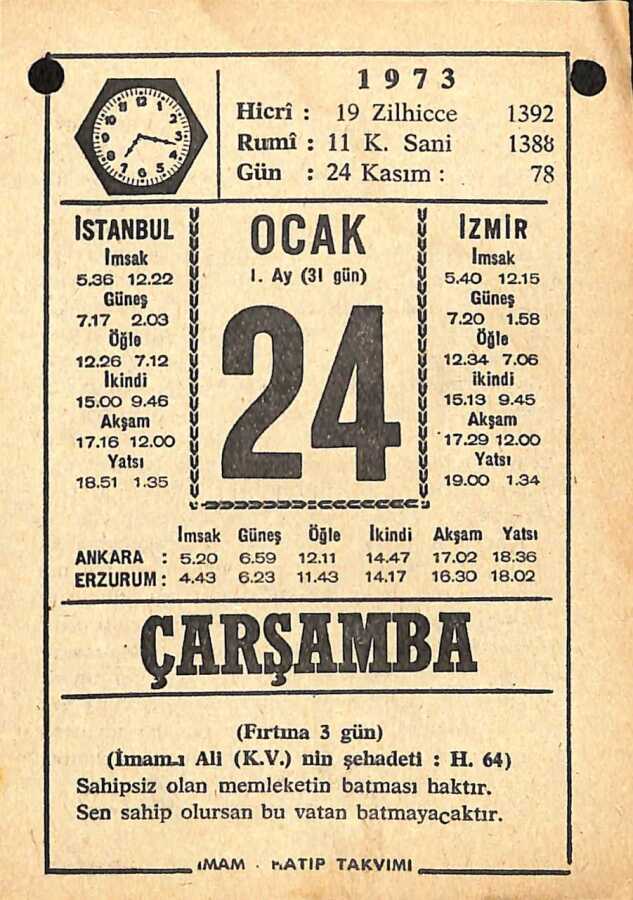 1973
Hicrî : 19 Zilhicce 1392
Rumî : 11 K. Sani 1388
Gün : 24 Kasım : 78
12
3
6
9
İSTANBUL
İmsak
5.36 12.22
Güneş
7.17 2.03
Öğle
12.26 7.12
İkindi
15.00 9.46
Akşam
17.16 12.00
Yatsı
18.51 1.35
OCAK
1. Ay (31 gün)
24
İZMİR
İmsak
5.40 12.15
Güneş
7.20 1.58
Öğle
12.34 7.06
ikindi
15.13 9.45
Akşam
17.29 12.00
Yatsı
19.00 1.34
İmsak Güneş Öğle İkindi Akşam Yatsı
ANKARA : 5.20 6.59 12.11 14.47 17.02 18.36
ERZURUM : 4.43 6.23 11.43 14.17 16.30 18.02
ÇARŞAMBA
(Fırtına 3 gün)
(İmam-ı Ali (K.V.) nin şehadeti : H. 64)
Sahipsiz olan memleketin batması haktır.
Sen sahip olursan bu vatan batmayacaktır.
İMAM - HATİP TAKVİMİ